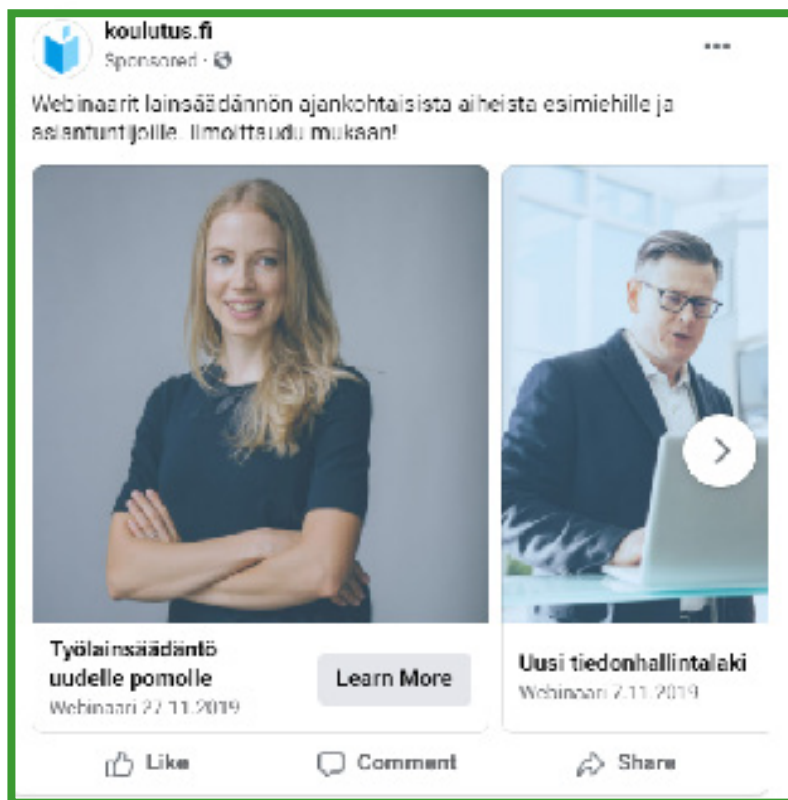 koulutus.fi
Sponsored ·
Webinaarit lainsäädännön ajankohtaisista aiheista esimiehille ja
asiantuntijoille. Ilmoittaudu mukaan!
Työlainsäädäntö
uudelle pomolle
Webinaari 27.11.2019
Learn More
Uusi tiedonhallintalaki
Webinaari 7.11.2019
Like
Comment
Share